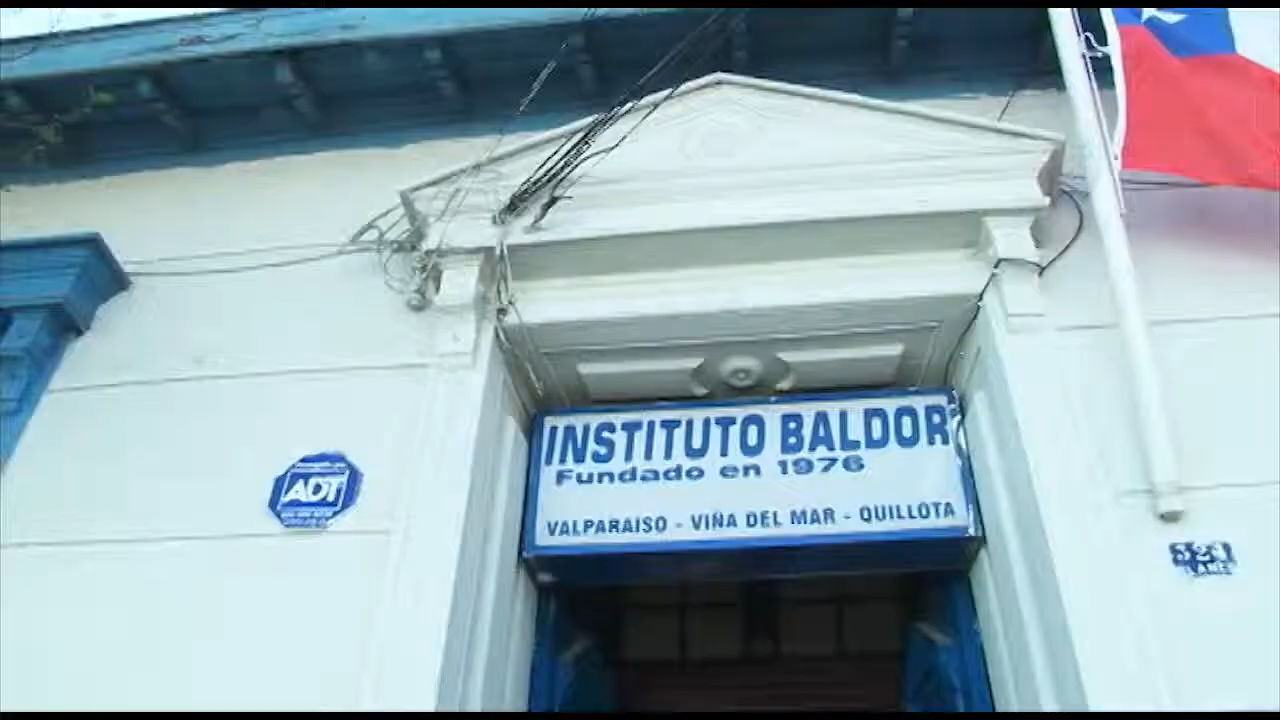 INSTITUTO BALDOR
Fundado en 1976
VALPARAISO - VIÑA DEL MAR - QUILLOTA
ADT